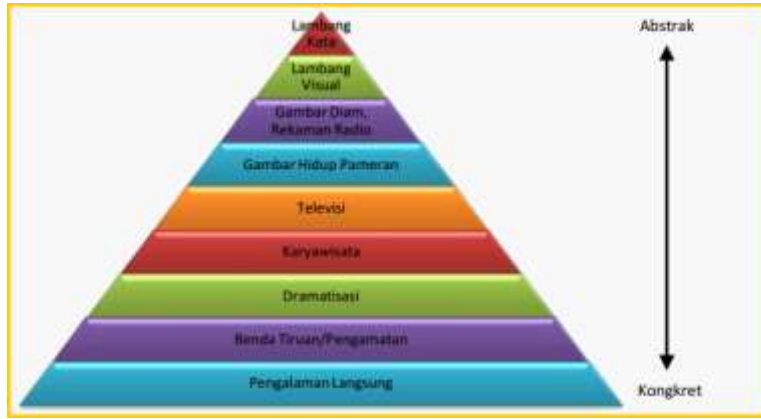 Lambang
Kata
Lambang
Visual
Gambar Diam,
Rekaman Radio
Gambar Hidup Pameran
Televisi
Karyawisata
Dramatisasi
Benda Tiruan/Pengamatan
Pengalaman Langsung
Abstrak
Kongkret